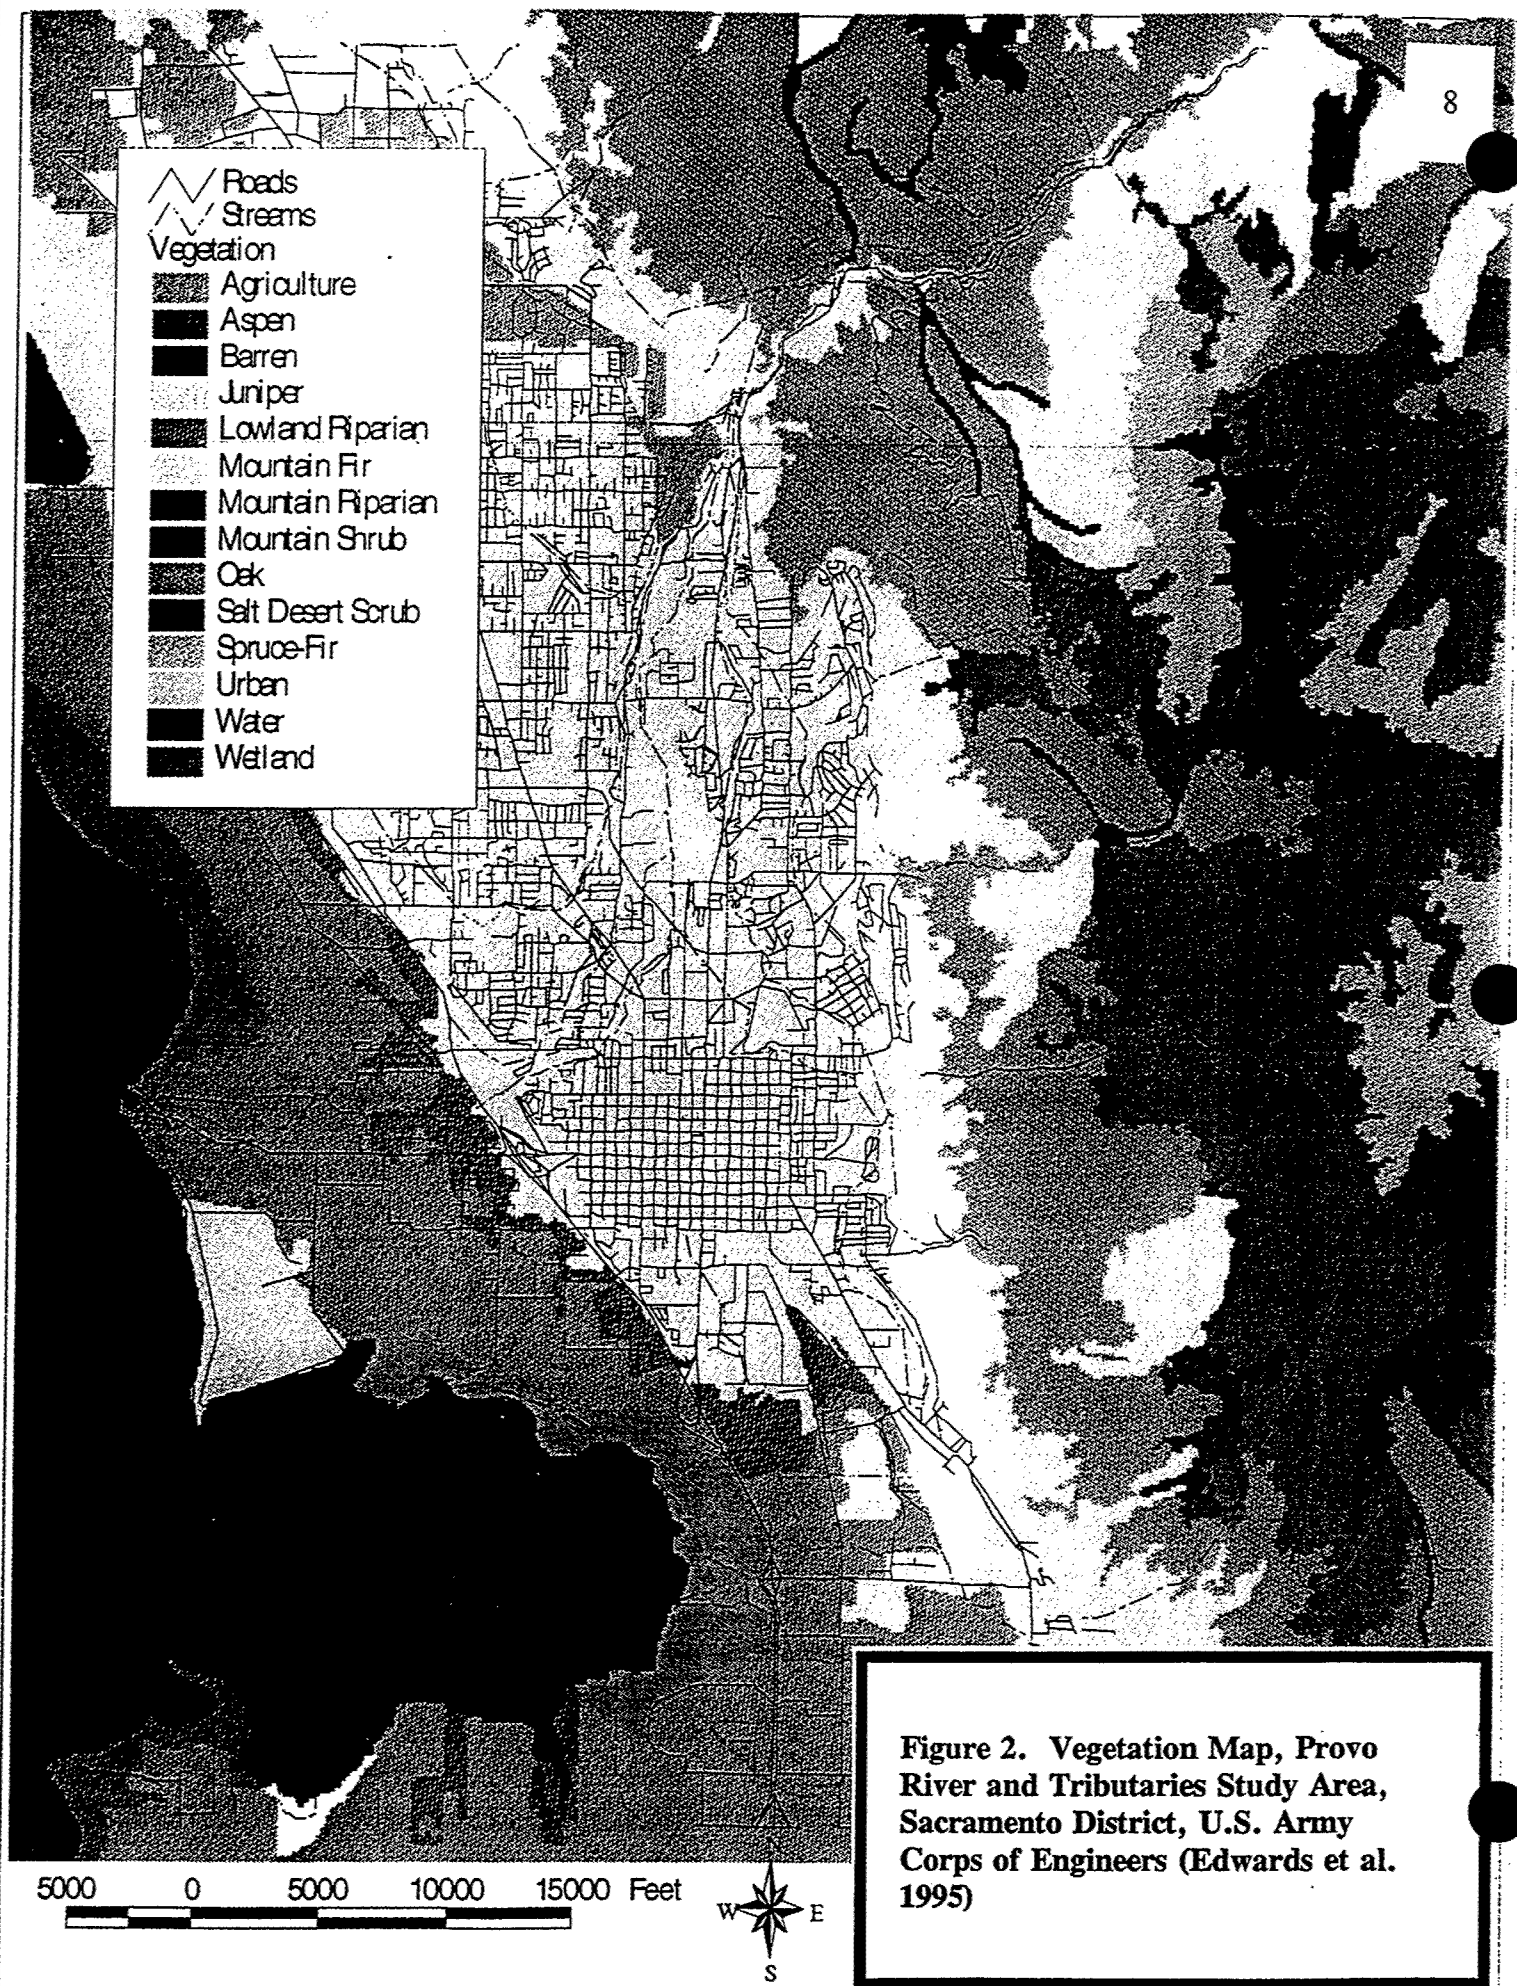 8
Roads
Streams
Vegetation
Agriculture
Aspen
Barren
Juniper
Lowland Riparian
Mountain Fir
Mountain Riparian
Mountain Shrub
Oak
Salt Desert Scrub
Spruce-Fir
Urban
Water
Wetland
Figure 2. Vegetation Map, Provo
River and Tributaries Study Area,
Sacramento District, U.S. Army
Corps of Engineers (Edwards et al.
1995)
5000 0 5000 10000 15000 Feet
W E
S